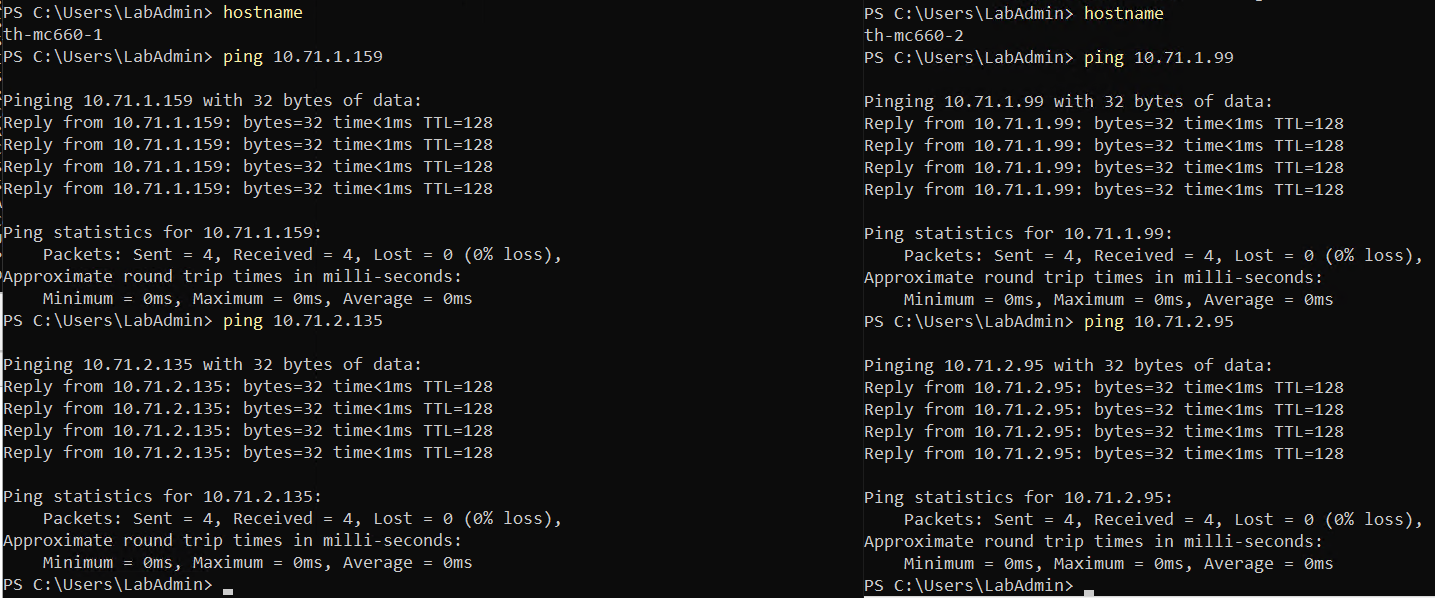 PS C:\Users\LabAdmin> hostname
th-mc660-1
PS C:\Users\LabAdmin> ping 10.71.1.159

Pinging 10.71.1.159 with 32 bytes of data:
Reply from 10.71.1.159: bytes=32 time<1ms TTL=128
Reply from 10.71.1.159: bytes=32 time<1ms TTL=128
Reply from 10.71.1.159: bytes=32 time<1ms TTL=128
Reply from 10.71.1.159: bytes=32 time<1ms TTL=128

Ping statistics for 10.71.1.159:
    Packets: Sent = 4, Received = 4, Lost = 0 (0% loss),
Approximate round trip times in milli-seconds:
    Minimum = 0ms, Maximum = 0ms, Average = 0ms
PS C:\Users\LabAdmin> ping 10.71.2.135

Pinging 10.71.2.135 with 32 bytes of data:
Reply from 10.71.2.135: bytes=32 time<1ms TTL=128
Reply from 10.71.2.135: bytes=32 time<1ms TTL=128
Reply from 10.71.2.135: bytes=32 time<1ms TTL=128
Reply from 10.71.2.135: bytes=32 time<1ms TTL=128

Ping statistics for 10.71.2.135:
    Packets: Sent = 4, Received = 4, Lost = 0 (0% loss),
Approximate round trip times in milli-seconds:
    Minimum = 0ms, Maximum = 0ms, Average = 0ms
PS C:\Users\LabAdmin>
PS C:\Users\LabAdmin> hostname
th-mc660-2
PS C:\Users\LabAdmin> ping 10.71.1.99

Pinging 10.71.1.99 with 32 bytes of data:
Reply from 10.71.1.99: bytes=32 time<1ms TTL=128
Reply from 10.71.1.99: bytes=32 time<1ms TTL=128
Reply from 10.71.1.99: bytes=32 time<1ms TTL=128
Reply from 10.71.1.99: bytes=32 time<1ms TTL=128

Ping statistics for 10.71.1.99:
    Packets: Sent = 4, Received = 4, Lost = 0 (0% loss),
Approximate round trip times in milli-seconds:
    Minimum = 0ms, Maximum = 0ms, Average = 0ms
PS C:\Users\LabAdmin> ping 10.71.2.95

Pinging 10.71.2.95 with 32 bytes of data:
Reply from 10.71.2.95: bytes=32 time<1ms TTL=128
Reply from 10.71.2.95: bytes=32 time<1ms TTL=128
Reply from 10.71.2.95: bytes=32 time<1ms TTL=128
Reply from 10.71.2.95: bytes=32 time<1ms TTL=128

Ping statistics for 10.71.2.95:
    Packets: Sent = 4, Received = 4, Lost = 0 (0% loss),
Approximate round trip times in milli-seconds:
    Minimum = 0ms, Maximum = 0ms, Average = 0ms
PS C:\Users\LabAdmin>